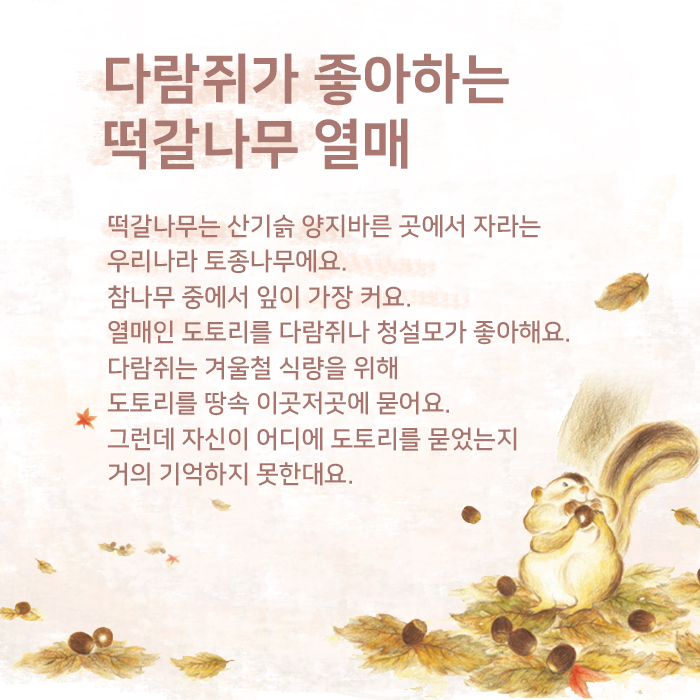 다람쥐가 좋아하는
떡갈나무 열매
떡갈나무는 산기슭 양지바른 곳에서 자라는
우리나라 토종나무에요.
참나무 중에서 잎이 가장 커요.
열매인 도토리를 다람쥐나 청설모가 좋아해요.
다람쥐는 겨울철 식량을 위해
도토리를 땅속 이곳저곳에 묻어요.
그런데 자신이 어디에 도토리를 묻었는지
거의 기억하지 못한대요.